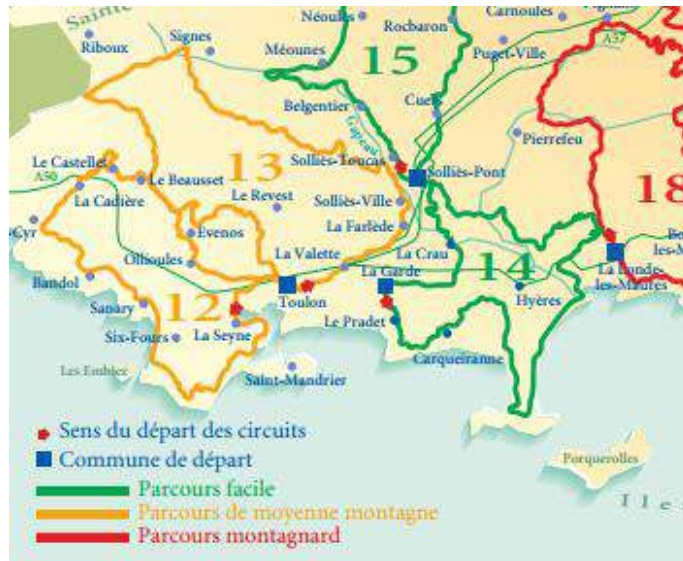 Sainte
Néoules
Rocbaron
Carnoules
Riboux
Signes
Méounes
15
Puget-Ville
A57
Belgentier
Cuers
Gapeau
Pierrefeu
13
Solliès-Toucas
Solliès-Pont
Le Castellet
A50
Le Beausset
La Cadière
Le Revest
Solliès-Ville
18
-Cyr
Évenos
La Farlède
La Crau
Ollioules
La Valette
La Garde
14
La Londe-
les-Maures
Bandol
Sanary
12
Toulon
Hyères
Six-Fours
La Seyne
Le Pradet
Carqueiranne
Les Embiez
Saint-Mandrier
Sens du départ des circuits
Commune de départ
Porquerolles
Parcours facile
Iles
Parcours de moyenne montagne
Parcours montagnard